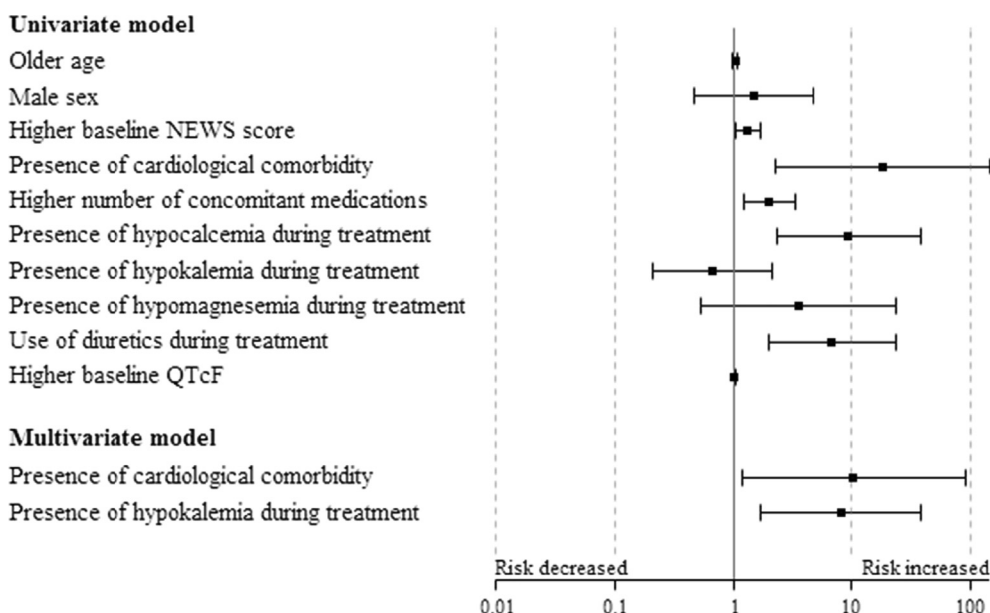 Univariate model
Older age
Male sex
Higher baseline NEWS score
Presence of cardiological comorbidity
Higher number of concomitant medications
Presence of hypocalcemia during treatment
Presence of hypokalemia during treatment
Presence of hypomagnesemia during treatment
Use of diuretics during treatment
Higher baseline QTcF
Multivariate model
Presence of cardiological comorbidity
Presence of hypokalemia during treatment
Risk decreased Risk increased
0.01 0.1 1 10 100